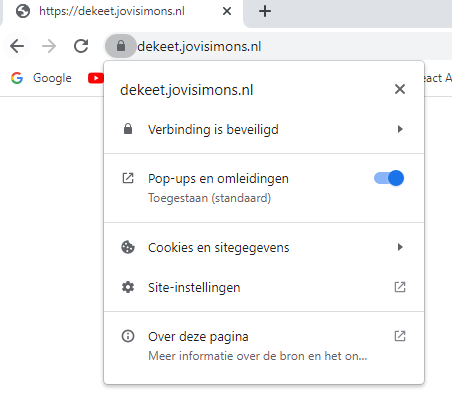 https://dekeet.jovisimons.nl
dekeet.jovisimons.nl
Google
eact A
dekeet.jovisimons.nl
Verbinding is beveiligd
Pop-ups en omleidingen
Toegestaan (standaard)
Cookies en sitegegevens
Site-instellingen
Over deze pagina
Meer informatie over de bron en het on...